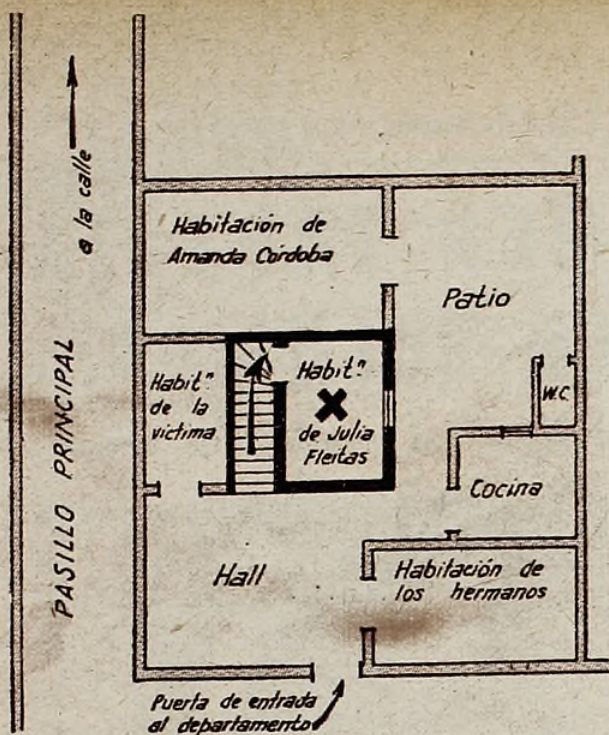 a la calle
PASILLO PRINCIPAL
Habitación de
Amanda Córdoba
Patio
Habit.n
de la
víctima
Habit.n
de Julia
Fleitas
W.C.
Cocina
Hall
Habitación de
los hermanos
Puerta de entrada
al departamento